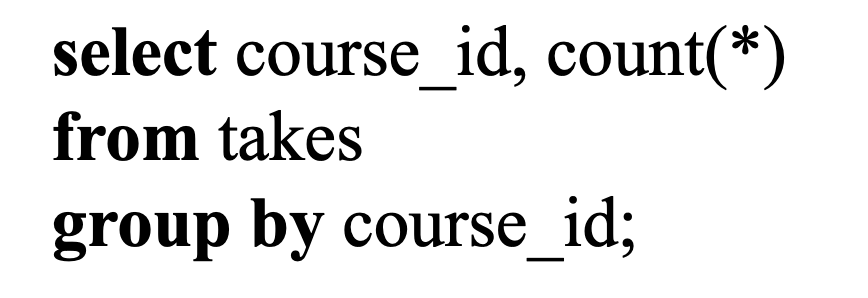 select course_id, count(*)
from takes
group by course_id;